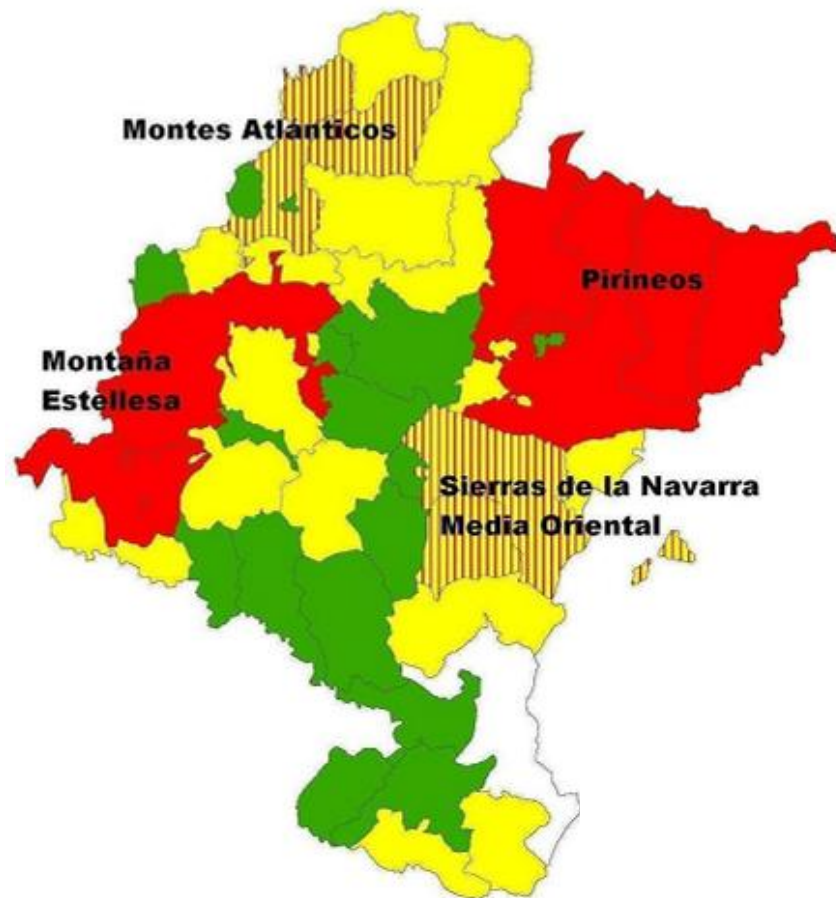 Montes Atlánticos
Pirineos
Montaña
Estellesa
Sierras de la Navarra
Media Oriental